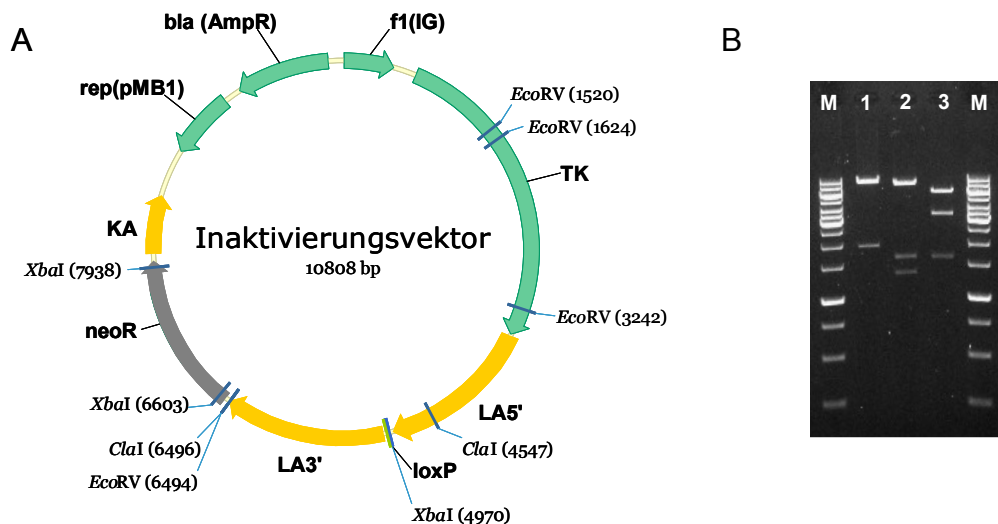 A
B
bla (AmpR)
f1(IG)
rep(pMB1)
EcoRV (1520)
EcoRV (1624)
TK
KA
Inaktivierungsvektor
10808 bp
XbaI (7938)
neoR
EcoRV (3242)
XbaI (6603)
LA5'
ClaI (6496)
ClaI (4547)
LA3'
loxP
EcoRV (6494)
XbaI (4970)
M 1 2 3 M